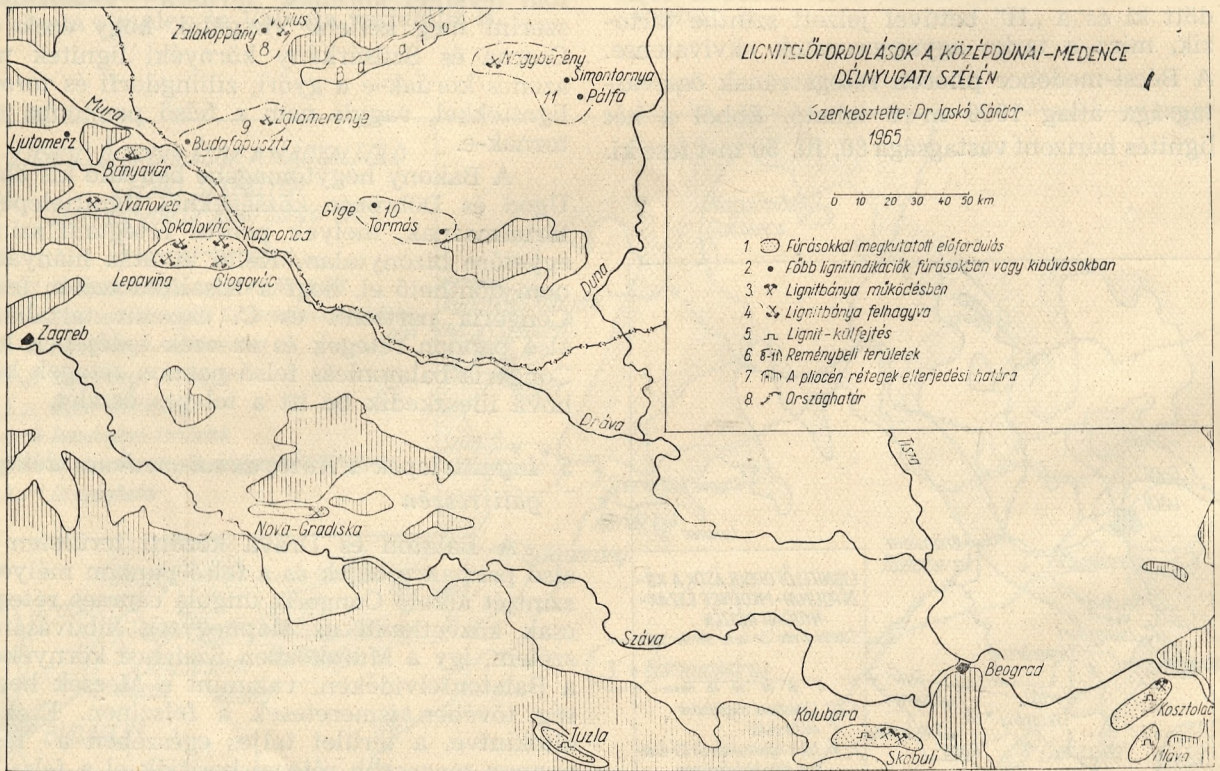 LIGNITELŐFORDULÁSOK A KÖZÉPDUNAI-MEDENCE
DÉLNYUGATI SZÉLÉN
Szerkesztette: Dr Jaskó Sándor
1965.
0 10 20 30 40 50 km
1. Fúrásokkal megkutatott előfordulás
2. Főbb lignitindikációk fúrásokban vagy kibúvásokban
3. Lignitbánya működésben
4. Lignitbánya felhagyva
5. Lignit-külfejtés
6. 8-11 Reménybeli területek
7. A pliocén rétegek elterjedési határa
8. Országhatár
Zalakoppány
8
B a l a
Nagyberény
Simontornya
11
Pálfa
Mura
9
Zalamerenye
Ljutomerz
Budafapuszta
Bányavár
Ivanovec
Gige
10
Tormás
Sokalovác
Kapronca
Lepavina
Glogovác
Duna
Zagreb
Dráva
Tisza
Nova-Gradiska
Száva
Beograd
Kolubara
Kosztolac
Tuzla
Skobulj
Mlava